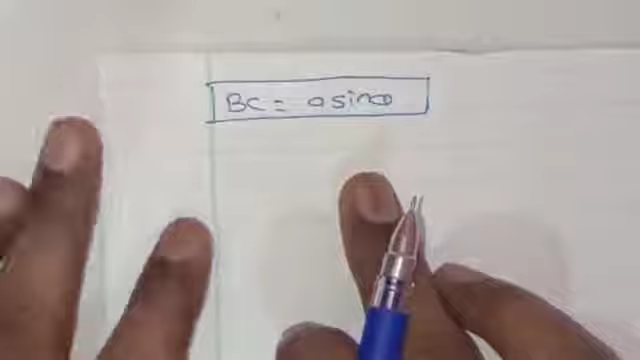 BC = a sinθ